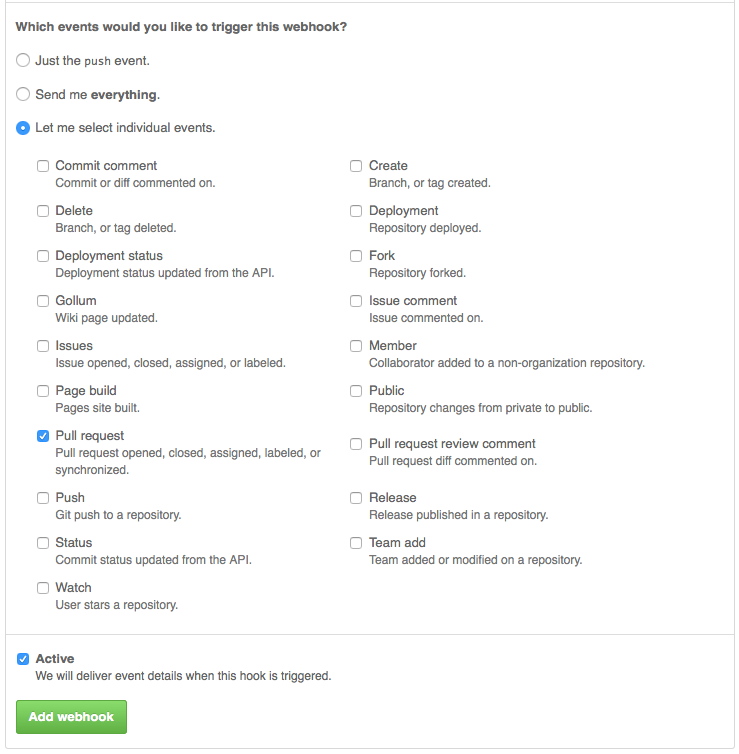 Which events would you like to trigger this webhook?
Just the push event.
Send me everything.
Let me select individual events.
Commit comment
Commit or diff commented on.
Create
Branch, or tag created.
Delete
Branch, or tag deleted.
Deployment
Repository deployed.
Deployment status
Deployment status updated from the API.
Fork
Repository forked.
Gollum
Wiki page updated.
Issue comment
Issue commented on.
Issues
Issue opened, closed, assigned, or labeled.
Member
Collaborator added to a non-organization repository.
Page build
Pages site built.
Public
Repository changes from private to public.
Pull request
Pull request opened, closed, assigned, labeled, or
synchronized.
Pull request review comment
Pull request diff commented on.
Push
Git push to a repository.
Release
Release published in a repository.
Status
Commit status updated from the API.
Team add
Team added or modified on a repository.
Watch
User stars a repository.
Active
We will deliver event details when this hook is triggered.
Add webhook